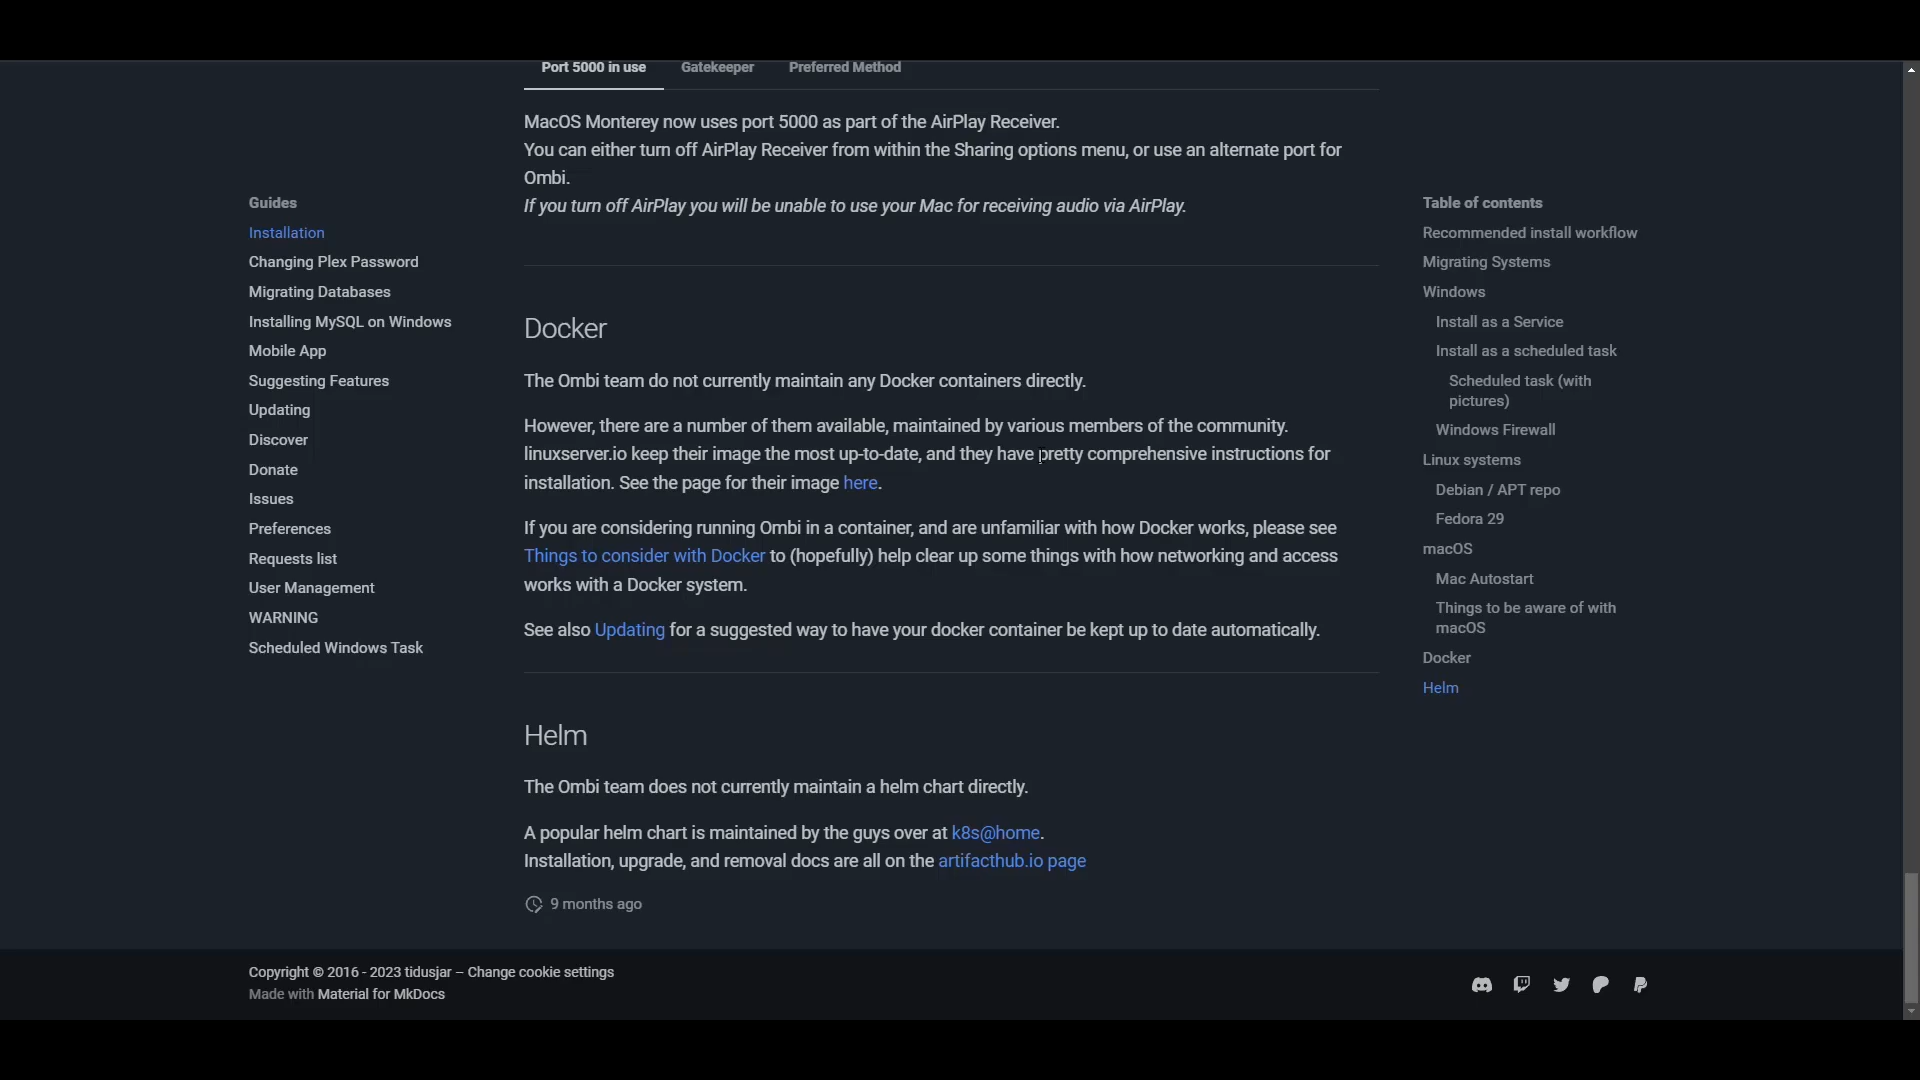 Port 5000 in use Gatekeeper Preferred Method
MacOS Monterey now uses port 5000 as part of the AirPlay Receiver.
You can either turn off AirPlay Receiver from within the Sharing options menu, or use an alternate port for
Ombi.
If you turn off AirPlay you will be unable to use your Mac for receiving audio via AirPlay.
Guides
Installation
Changing Plex Password
Migrating Databases
Installing MySQL on Windows
Mobile App
Suggesting Features
Updating
Discover
Donate
Issues
Preferences
Requests list
User Management
WARNING
Scheduled Windows Task
Docker
The Ombi team do not currently maintain any Docker containers directly.
However, there are a number of them available, maintained by various members of the community.
linuxserver.io keep their image the most up-to-date, and they have pretty comprehensive instructions for
installation. See the page for their image here.
If you are considering running Ombi in a container, and are unfamiliar with how Docker works, please see
Things to consider with Docker to (hopefully) help clear up some things with how networking and access
works with a Docker system.
See also Updating for a suggested way to have your docker container be kept up to date automatically.
Helm
The Ombi team does not currently maintain a helm chart directly.
A popular helm chart is maintained by the guys over at k8s@home.
Installation, upgrade, and removal docs are all on the artifacthub.io page
9 months ago
Table of contents
Recommended install workflow
Migrating Systems
Windows
Install as a Service
Install as a scheduled task
Scheduled task (with
pictures)
Windows Firewall
Linux systems
Debian / APT repo
Fedora 29
macOS
Mac Autostart
Things to be aware of with
macOS
Docker
Helm
Copyright © 2016 - 2023 tidusjar – Change cookie settings
Made with Material for MkDocs